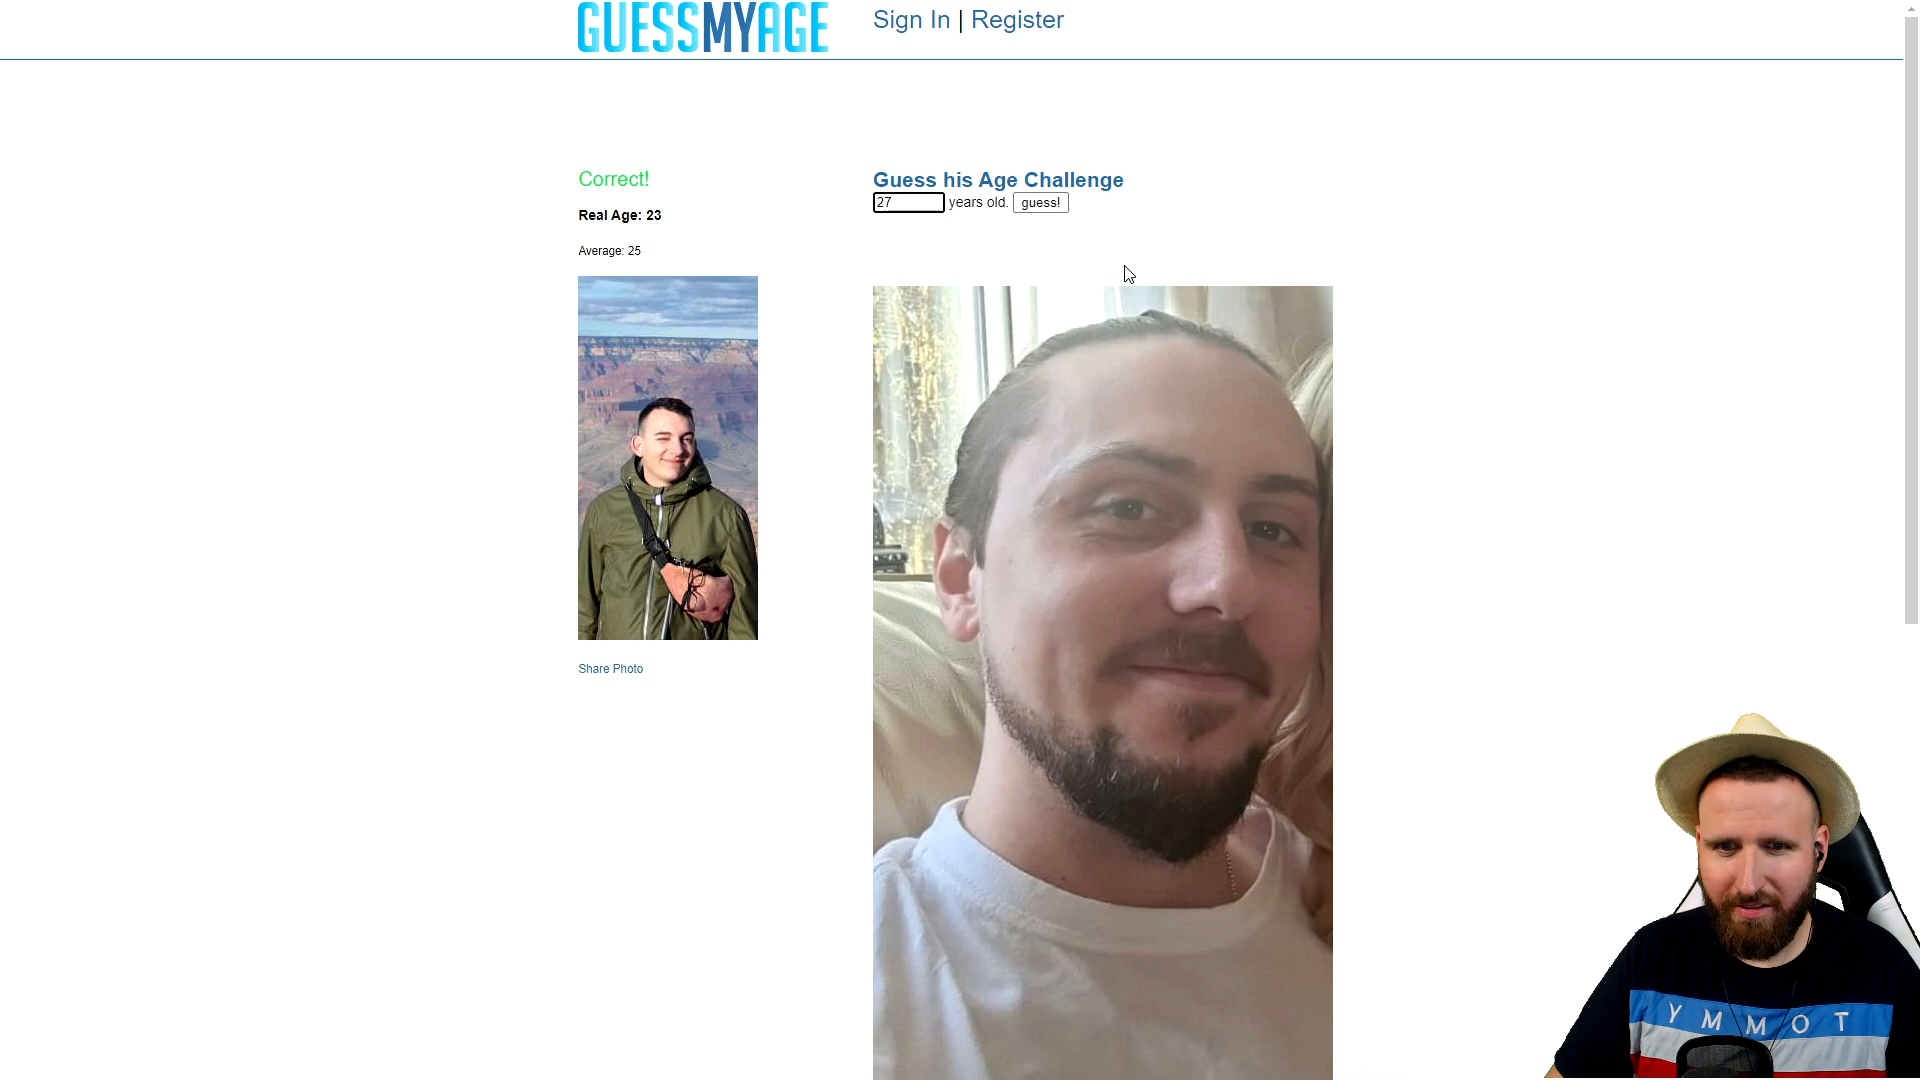 GUESSMYAGE
Sign In | Register
Correct!
Real Age: 23
Average: 25
Share Photo
Guess his Age Challenge
27 years old. guess!
YMMOT